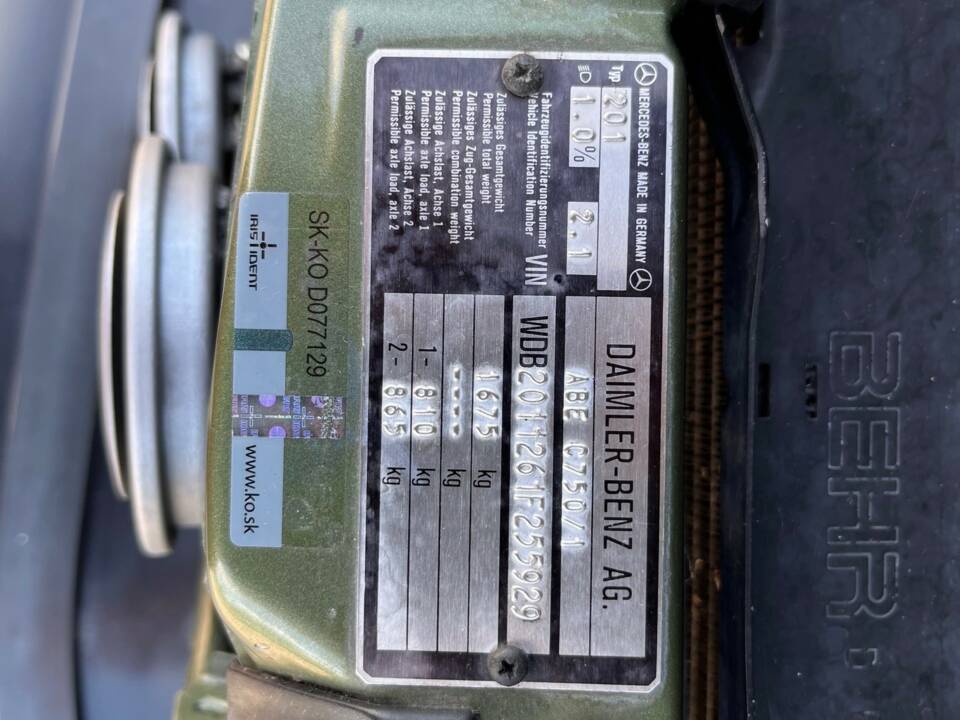 MERCEDES-BENZ MADE IN GERMANY
Typ 201
1.0% 2.1
DAIMLER-BENZ AG.
ABE C750/1
Fahrzeugidentifizierungsnummer
Vehicle Identification Number VIN WDB2011261F255929
Zulässiges Gesamtgewicht
Permissible total weight 1675 kg
Zulässiges Zug-Gesamtgewicht
Permissible combination weight ---- kg
Zulässige Achslast, Achse 1
Permissible axle load, axle 1 1- 810 kg
Zulässige Achslast, Achse 2
Permissible axle load, axle 2 2- 865 kg
SK-KO D077129
IRIS IDENT
www.ko.sk
BEHR